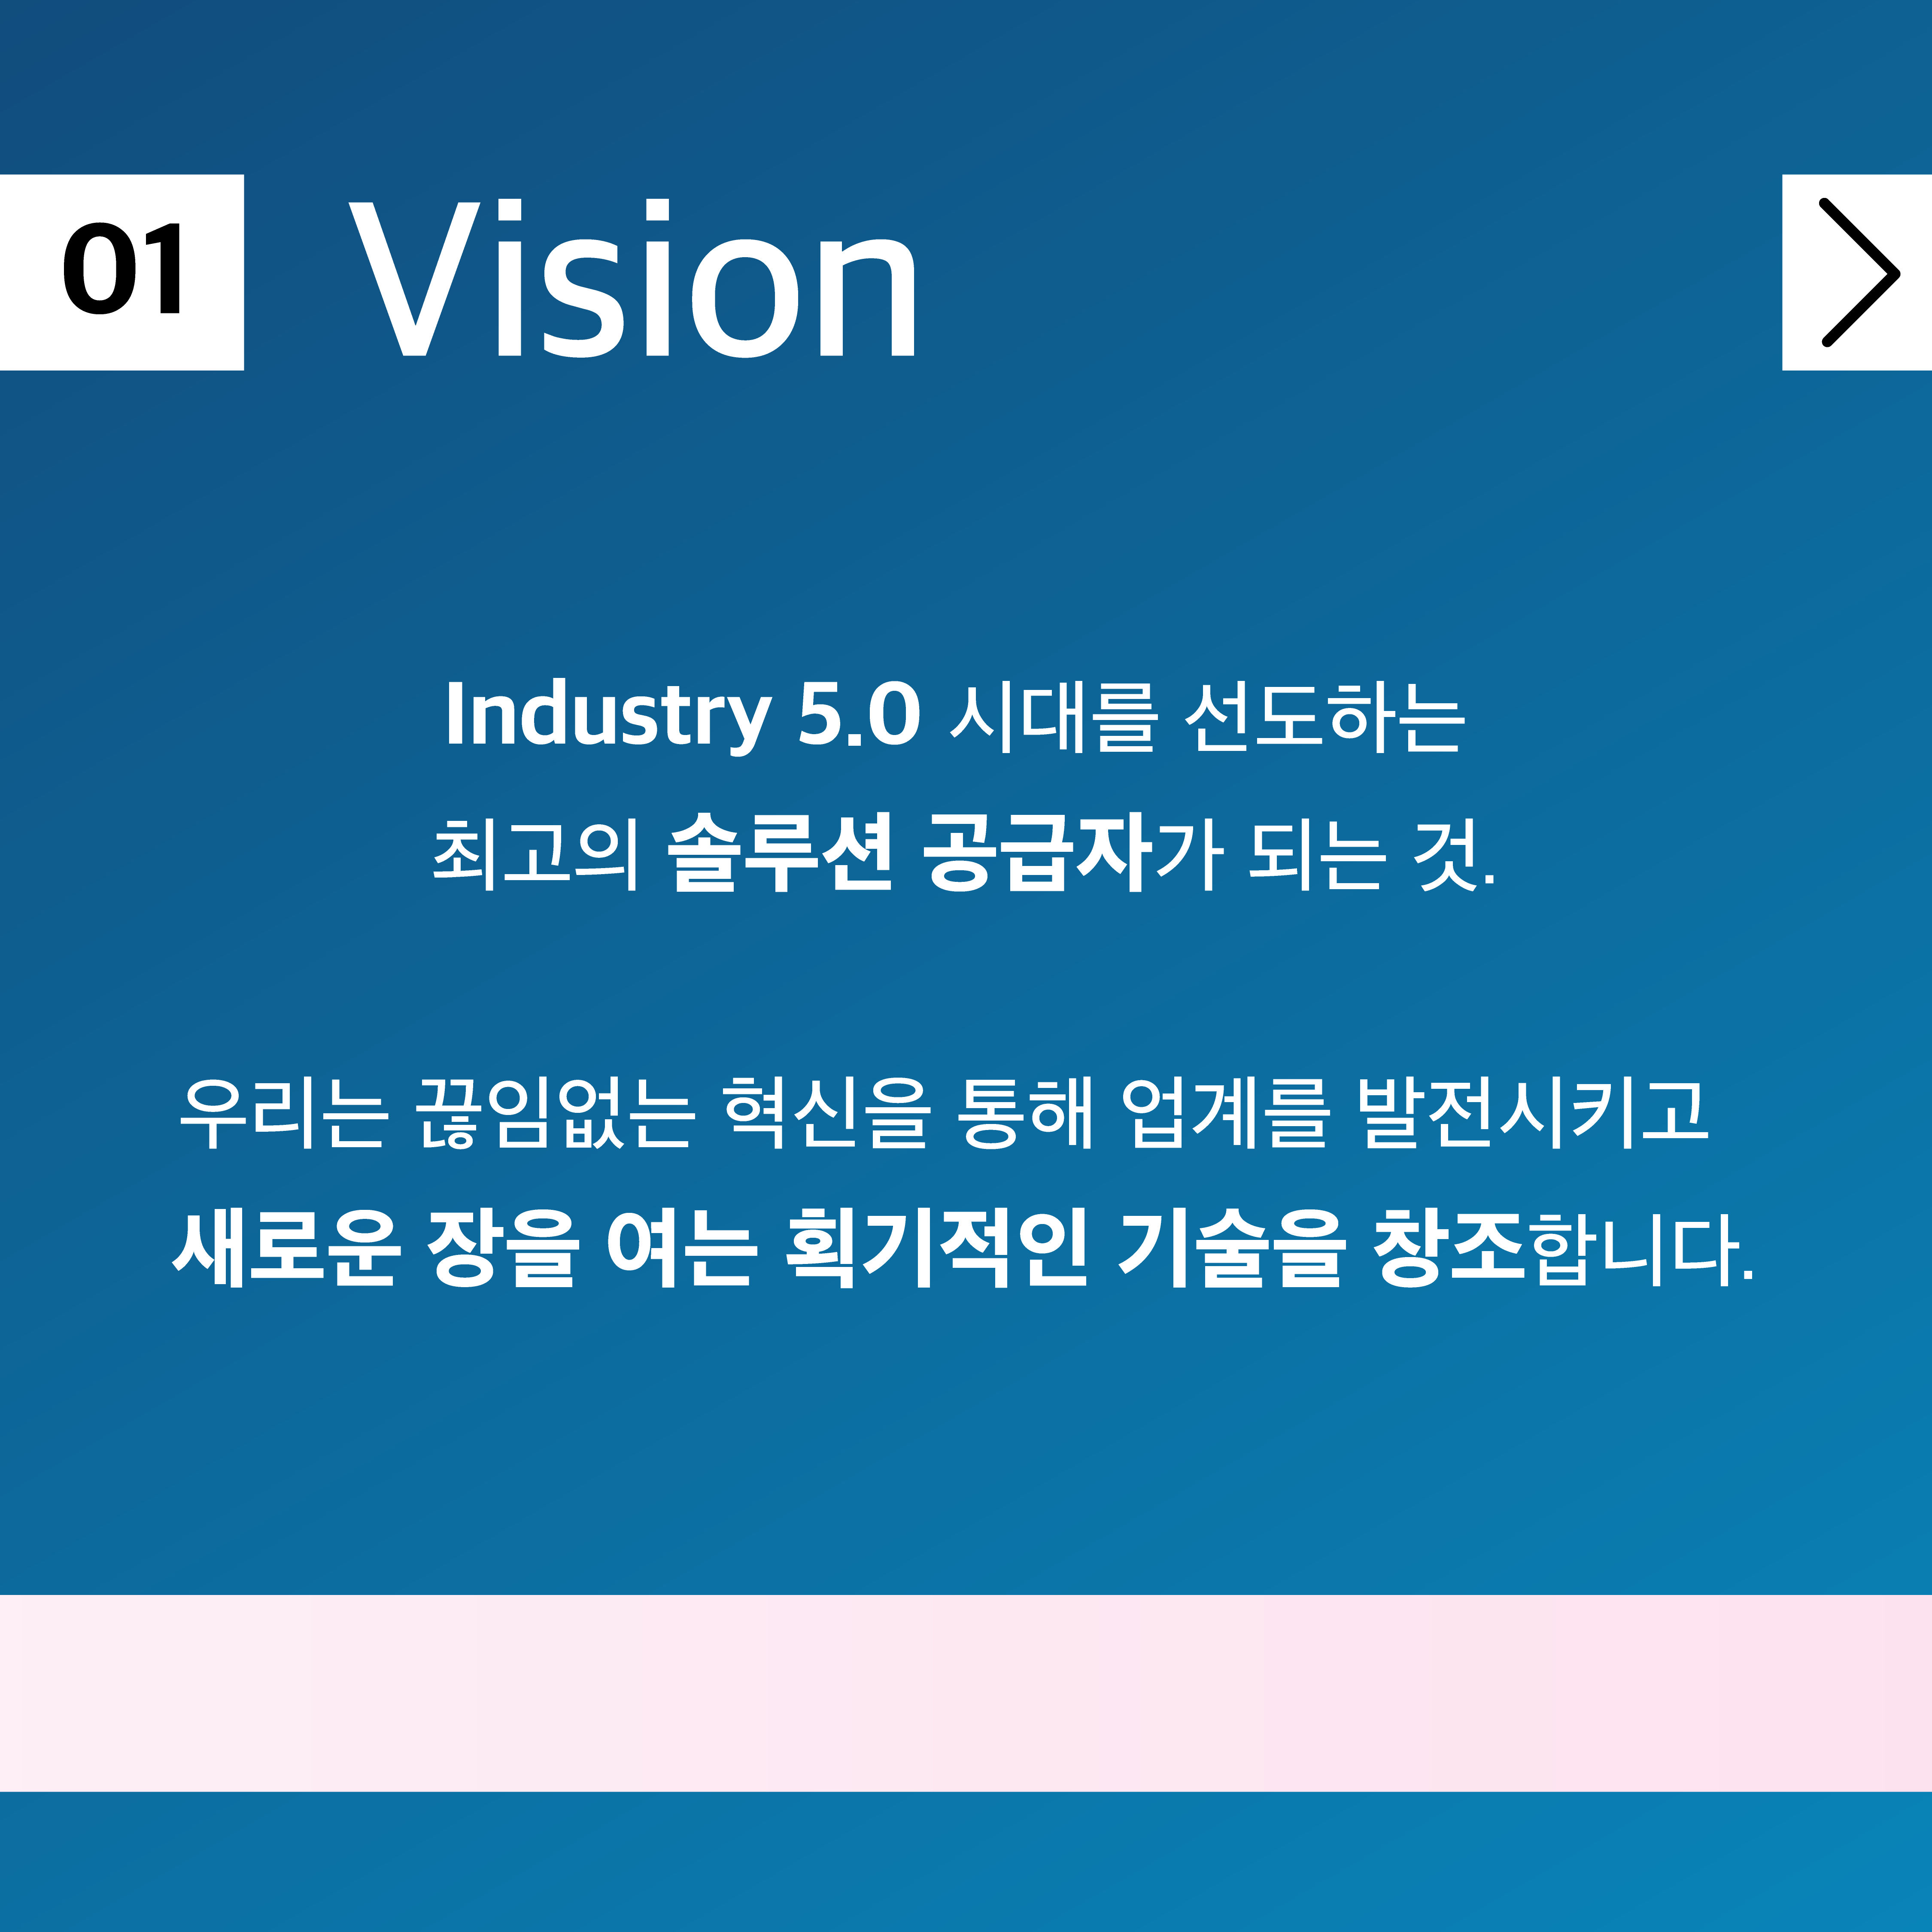 01
Vision
Industry 5.0 시대를 선도하는
최고의 솔루션 공급자가 되는 것.
우리는 끊임없는 혁신을 통해 업계를 발전시키고
새로운 장을 여는 획기적인 기술을 창조합니다.